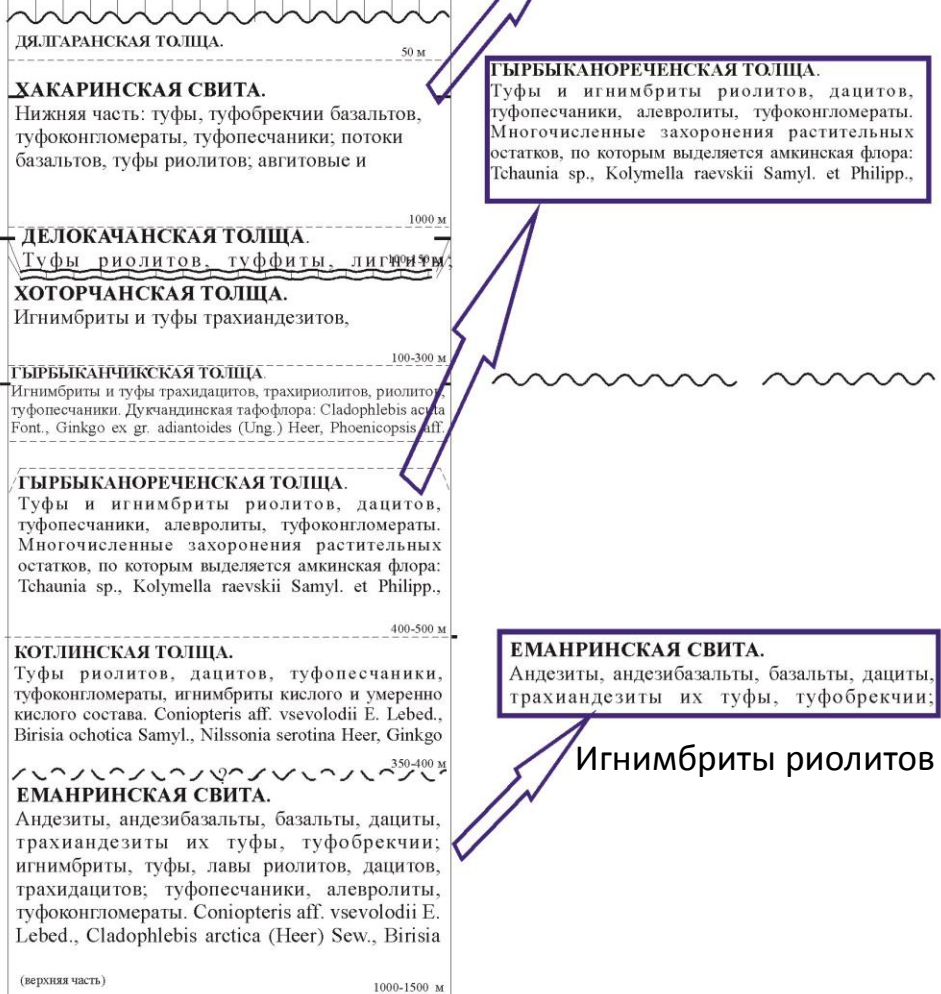 ДЯЛГАРАНСКАЯ ТОЛЩА.
50 м
ХАКАРИНСКАЯ СВИТА.
Нижняя часть: туфы, туфобрекчии базальтов,
туфоконгломераты, туфопесчаники; потоки
базальтов, туфы риолитов; авгитовые и
1000 м
ДЕЛОКАЧАНСКАЯ ТОЛЩА.
Туфы риолитов, туффиты, лигниты;
100-150 м
ХОТОРЧАНСКАЯ ТОЛЩА.
Игнимбриты и туфы трахиандезитов,
100-300 м
ГЫРБЫКАНЧИКСКАЯ ТОЛЩА.
Игнимбриты и туфы трахидацитов, трахириолитов, риолитов,
туфопесчаники. Дукчандинская тафофлора: Cladophlebis acuta
Font., Ginkgo ex gr. adiantoides (Ung.) Heer, Phoenicopsis aff.
ГЫРБЫКАНОРЕЧЕНСКАЯ ТОЛЩА.
Туфы и игнимбриты риолитов, дацитов,
туфопесчаники, алевролиты, туфоконгломераты.
Многочисленные захоронения растительных
остатков, по которым выделяется амкинская флора:
Tchaunia sp., Kolymella raevskii Samyl. et Philipp.,
400-500 м
КОТЛИНСКАЯ ТОЛЩА.
Туфы риолитов, дацитов, туфопесчаники,
туфоконгломераты, игнимбриты кислого и умеренно
кислого состава. Coniopteris aff. vsevolodii E. Lebed.,
Birisia ochotica Samyl., Nilssonia serotina Heer, Ginkgo
350-400 м
?
ЕМАНРИНСКАЯ СВИТА.
Андезиты, андезибазальты, базальты, дациты,
трахиандезиты их туфы, туфобрекчии;
игнимбриты, туфы, лавы риолитов, дацитов,
трахидацитов; туфопесчаники, алевролиты,
туфоконгломераты. Coniopteris aff. vsevolodii E.
Lebed., Cladophlebis arctica (Heer) Sew., Birisia
(верхняя часть)
1000-1500 м
ГЫРБЫКАНОРЕЧЕНСКАЯ ТОЛЩА.
Туфы и игнимбриты риолитов, дацитов,
туфопесчаники, алевролиты, туфоконгломераты.
Многочисленные захоронения растительных
остатков, по которым выделяется амкинская флора:
Tchaunia sp., Kolymella raevskii Samyl. et Philipp.,
ЕМАНРИНСКАЯ СВИТА.
Андезиты, андезибазальты, базальты, дациты,
трахиандезиты их туфы, туфобрекчии;
Игнимбриты риолитов